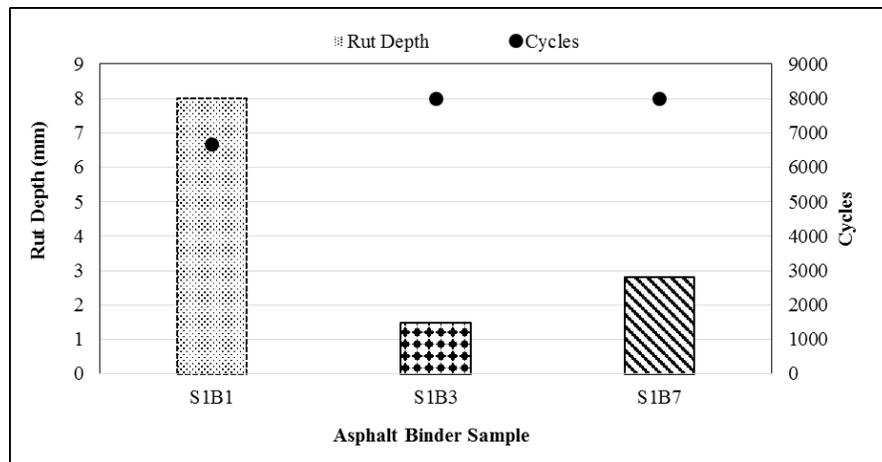 Rut Depth Cycles
9 9000
8 8000
7 7000
6 6000
5 5000
4 4000
3 3000
2 2000
1 1000
0 0
Rut Depth (mm)
Cycles
S1B1 S1B3 S1B7
Asphalt Binder Sample